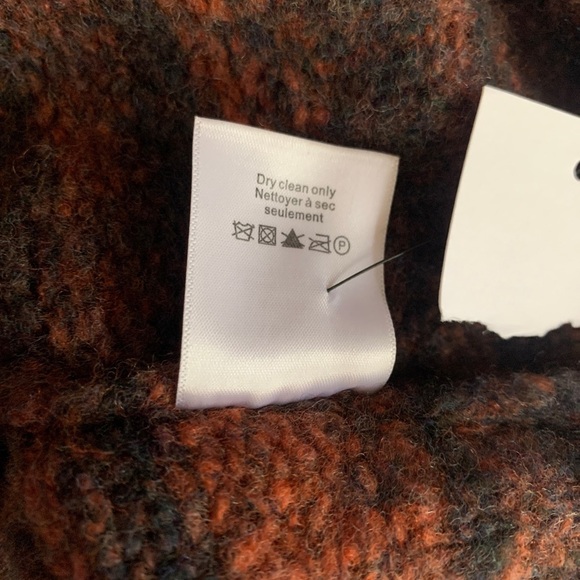 Dry clean only
Nettoyer à sec
seulement
P